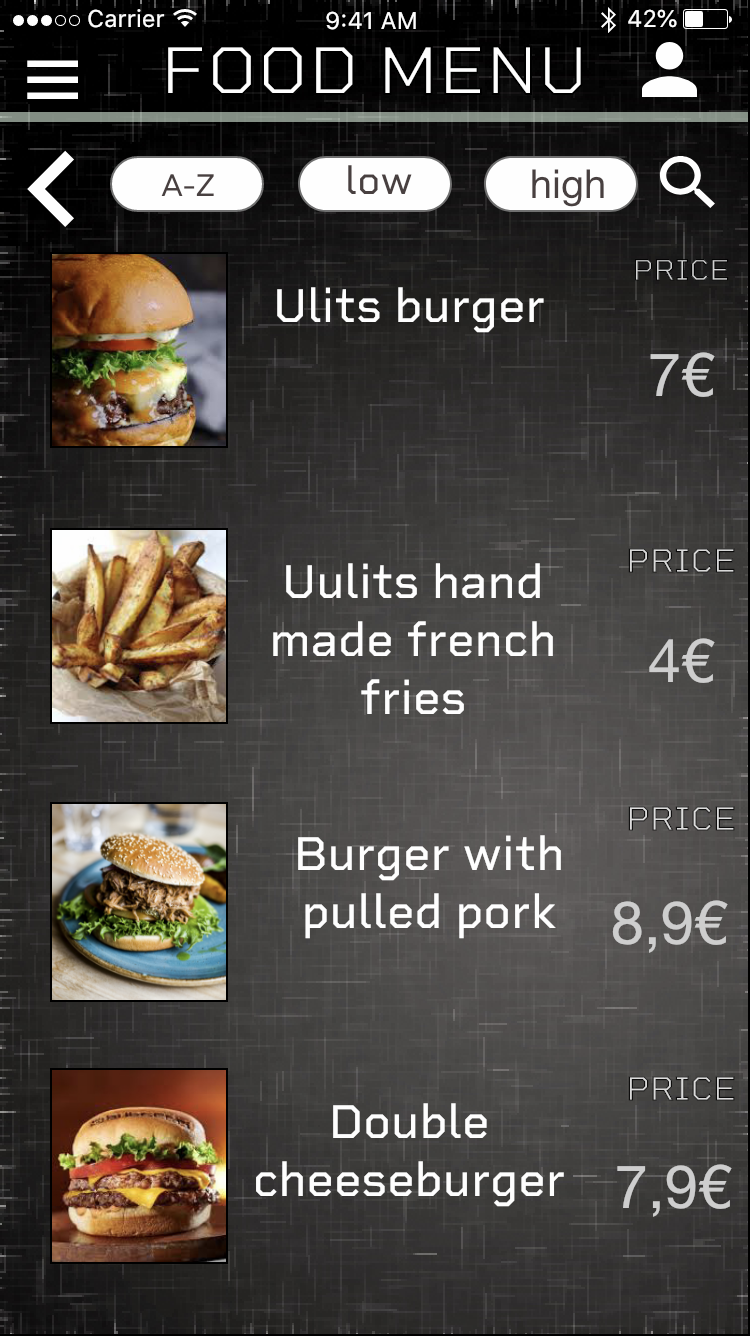 Carrier 9:41 AM 42%
FOOD MENU
A-Z low high
Ulits burger
PRICE
7€
Uulits hand
made french
fries
PRICE
4€
Burger with
pulled pork
PRICE
8,9€
Double
cheeseburger
PRICE
7,9€